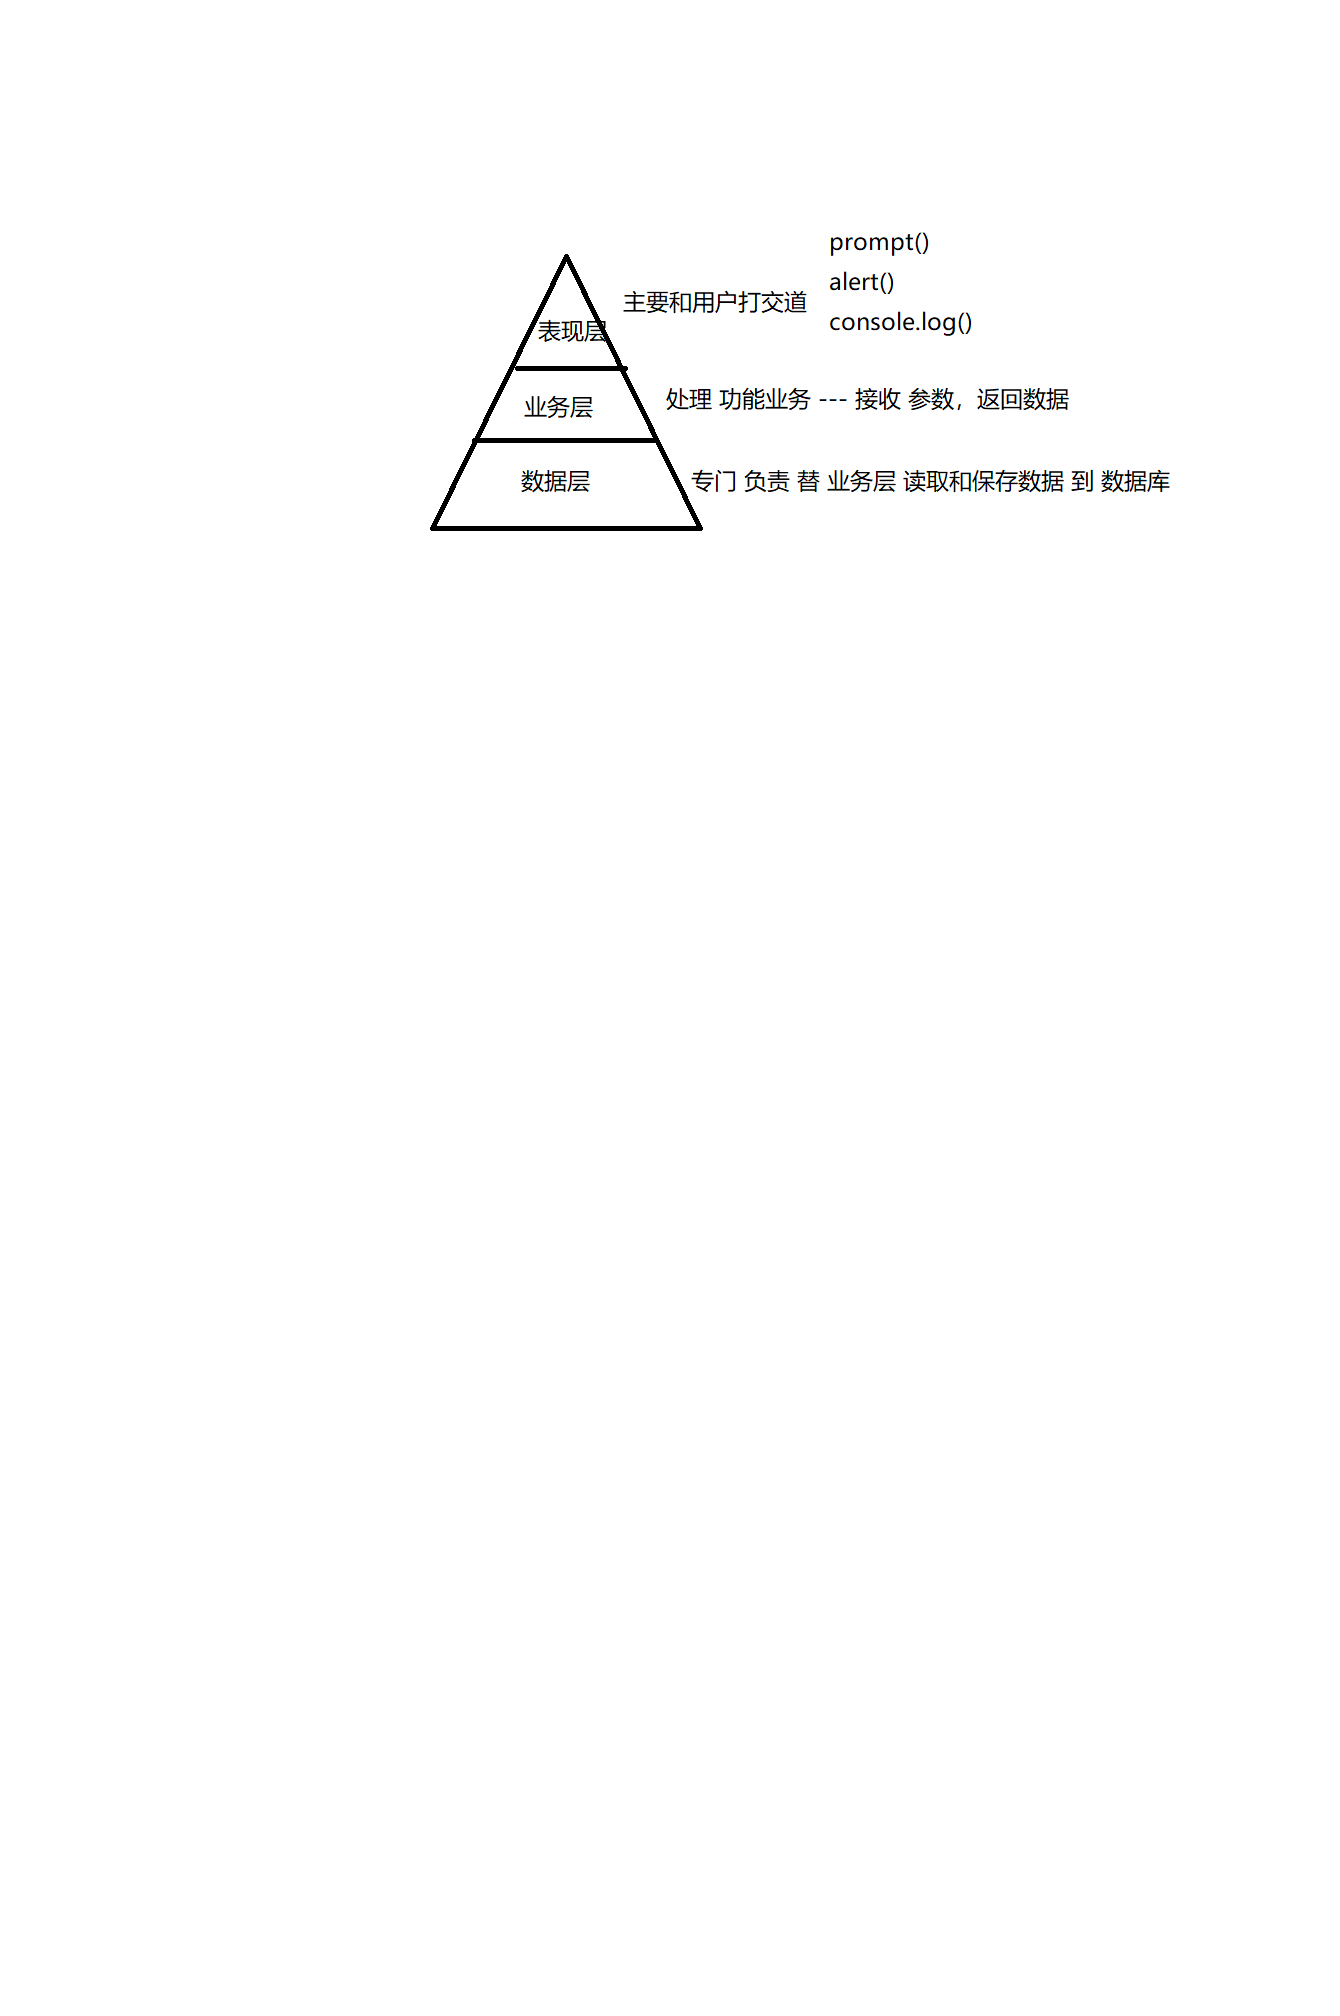 prompt()
alert()
console.log()
主要和用户打交道
表现层
业务层
处理 功能业务 --- 接收 参数，返回数据
数据层
专门 负责 替 业务层 读取和保存数据 到 数据库